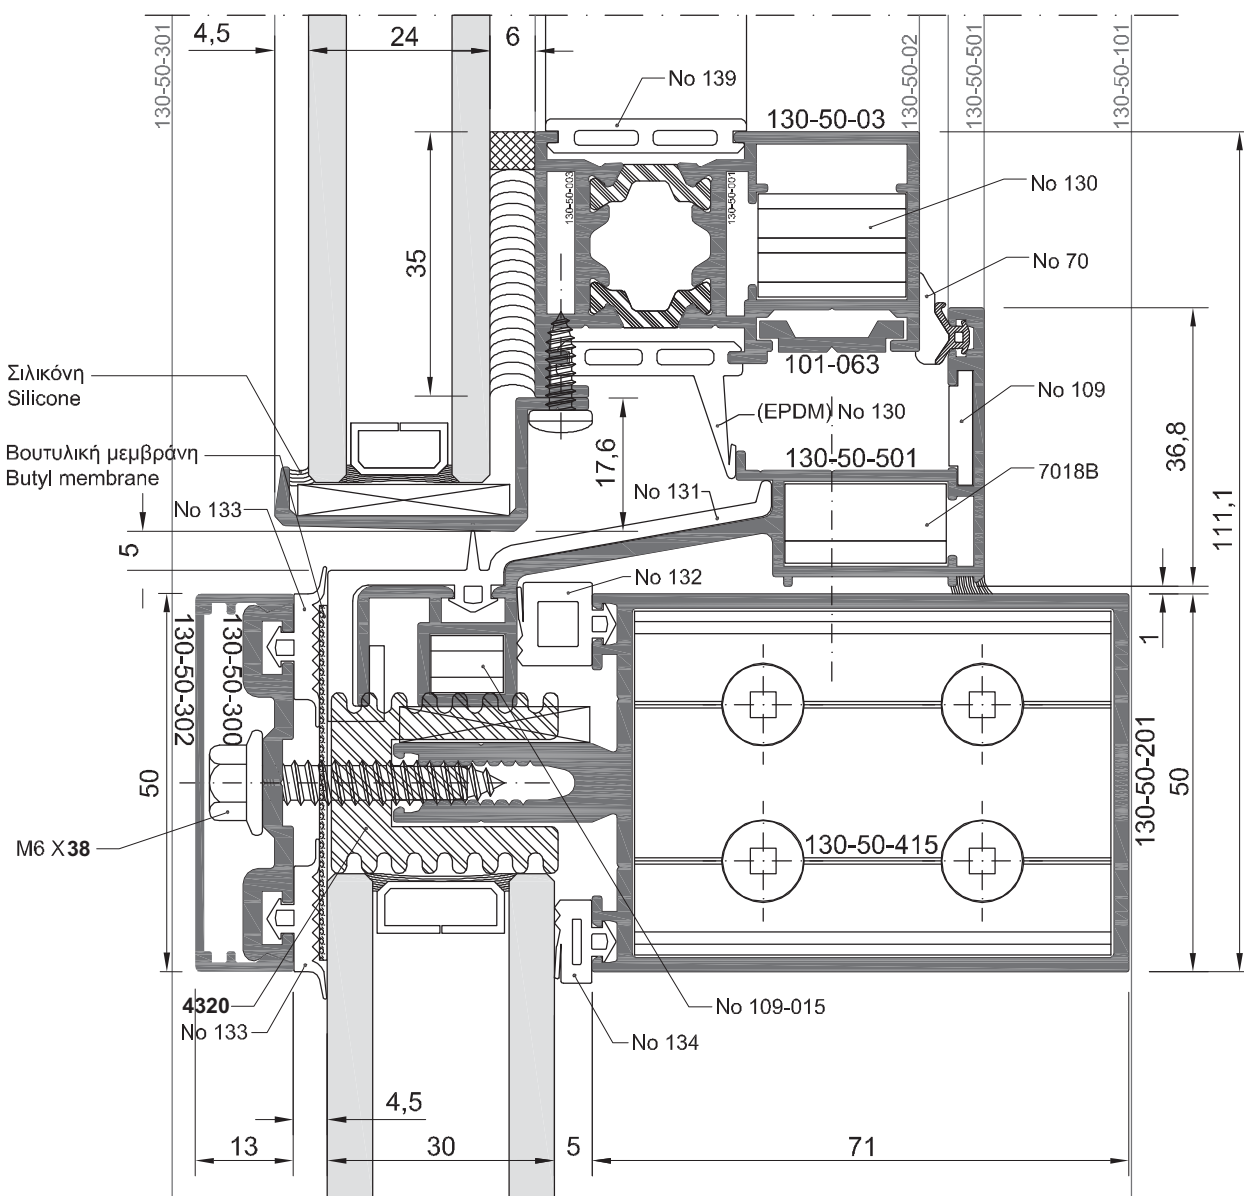 4,5
24
6
130-50-301
130-50-02
130-50-501
130-50-101
No 139
130-50-03
130-50-003
130-50-001
No 130
No 70
35
101-063
Σιλικόνη
Silicone
No 109
(EPDM) No 130
17,6
36,8
111,1
Βουτυλική μεμβράνη
Butyl membrane
130-50-501
7018B
No 131
No 133
5
No 132
1
130-50-302
130-50-300
50
130-50-201
50
M6 X38
130-50-415
4320
No 133
No 109-015
No 134
4,5
13
30
5
71